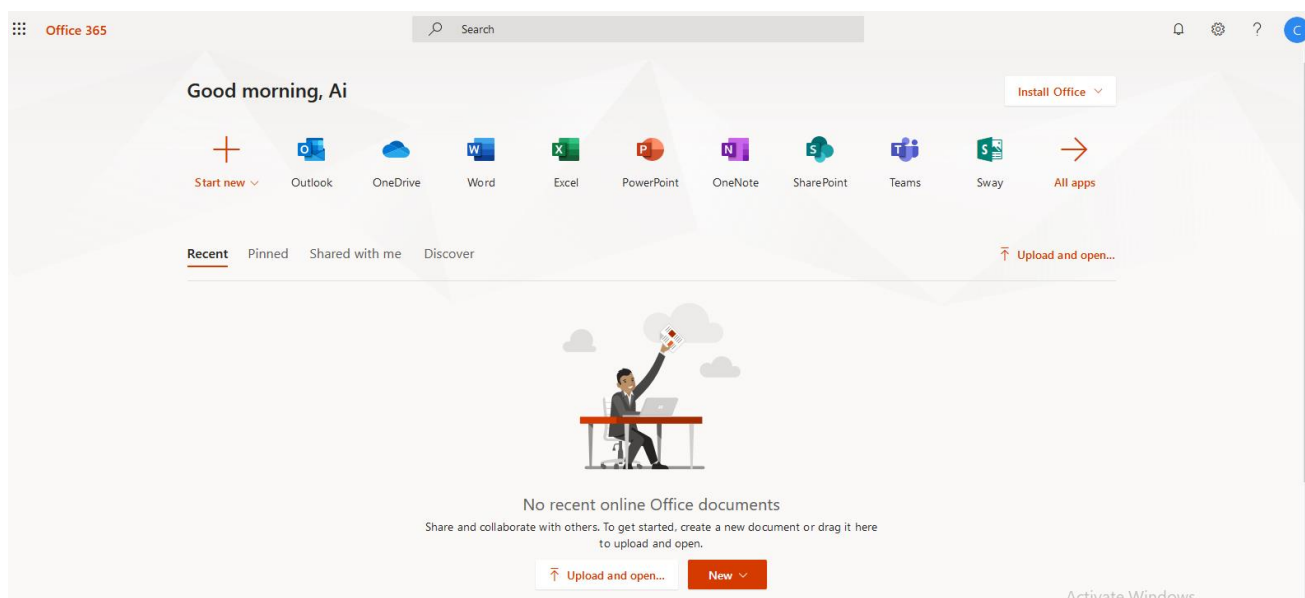 Office 365
Search
C
Good morning, Ai
Install Office
Start new
Outlook
OneDrive
Word
Excel
PowerPoint
OneNote
SharePoint
Teams
Sway
All apps
Recent Pinned Shared with me Discover
Upload and open...
No recent online Office documents
Share and collaborate with others. To get started, create a new document or drag it here
to upload and open.
Upload and open...
New
Activate Windows